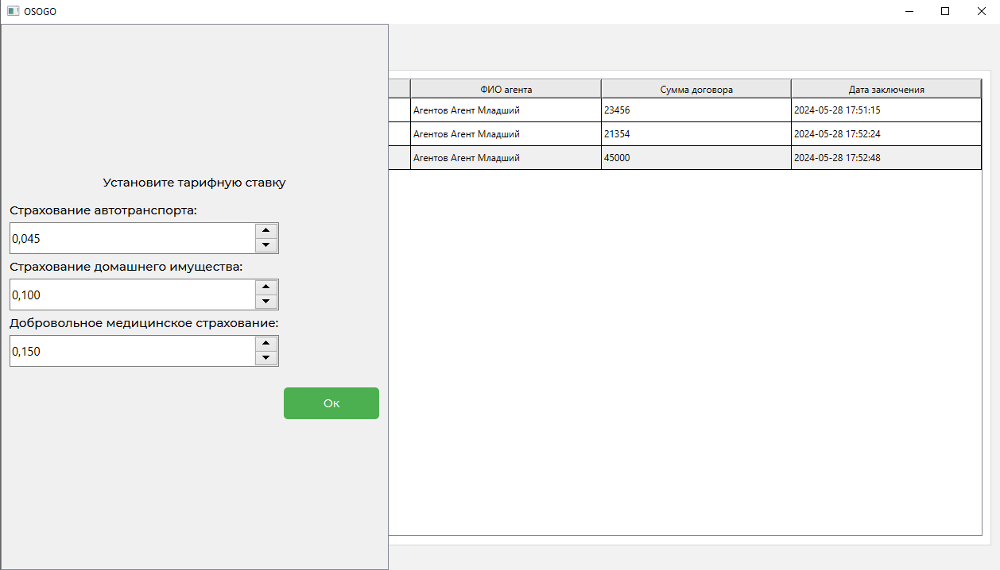 OSOGO
Установите тарифную ставку
Страхование автотранспорта:
0,045
Страхование домашнего имущества:
0,100
Добровольное медицинское страхование:
0,150
Ок
ФИО агента Сумма договора Дата заключения
Агентов Агент Младший 23456 2024-05-28 17:51:15
Агентов Агент Младший 21354 2024-05-28 17:52:24
Агентов Агент Младший 45000 2024-05-28 17:52:48